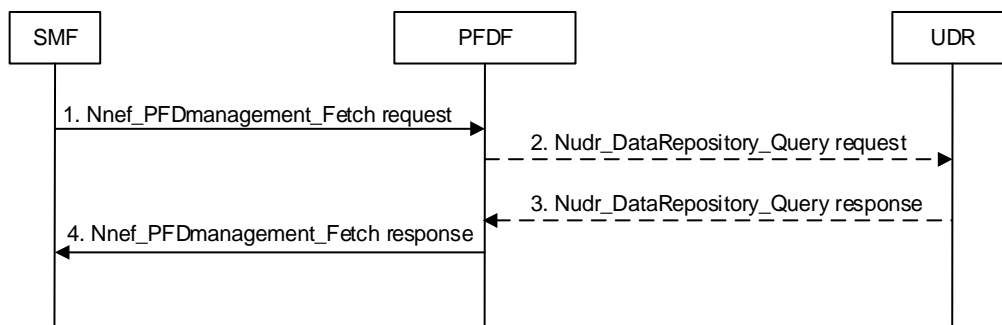 SMF
PFDF
UDR
1. Nnef_PFDmanagement_Fetch request
2. Nudr_DataRepository_Query request
3. Nudr_DataRepository_Query response
4. Nnef_PFDmanagement_Fetch response